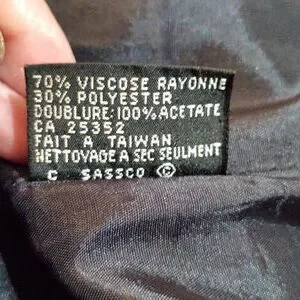 70% VISCOSE RAYONNE
30% POLYESTER
DOUBLURE: 100% ACETATE
CA 25352
FAIT A TAIWAN
NETTOYAGE A SEC SEULMENT
C SASSCO ©